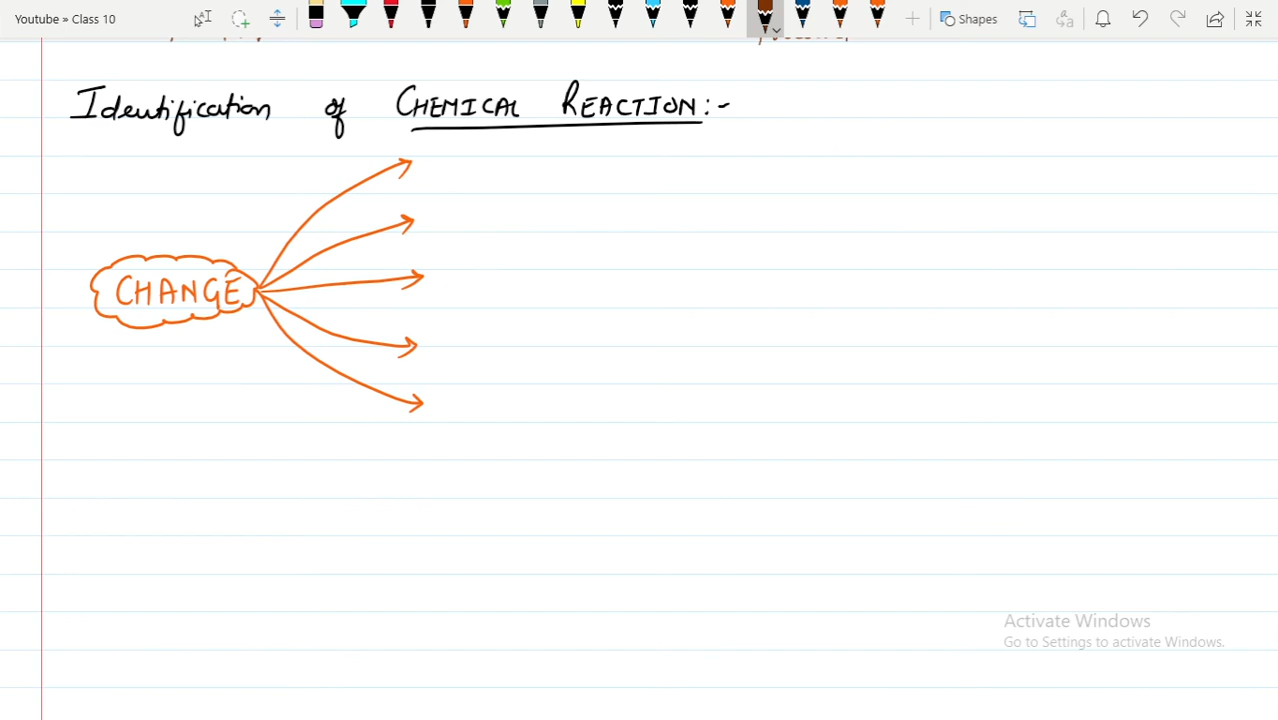 Youtube » Class 10
Shapes
Identification of CHEMICAL REACTION:-
CHANGE
Activate Windows
Go to Settings to activate Windows.